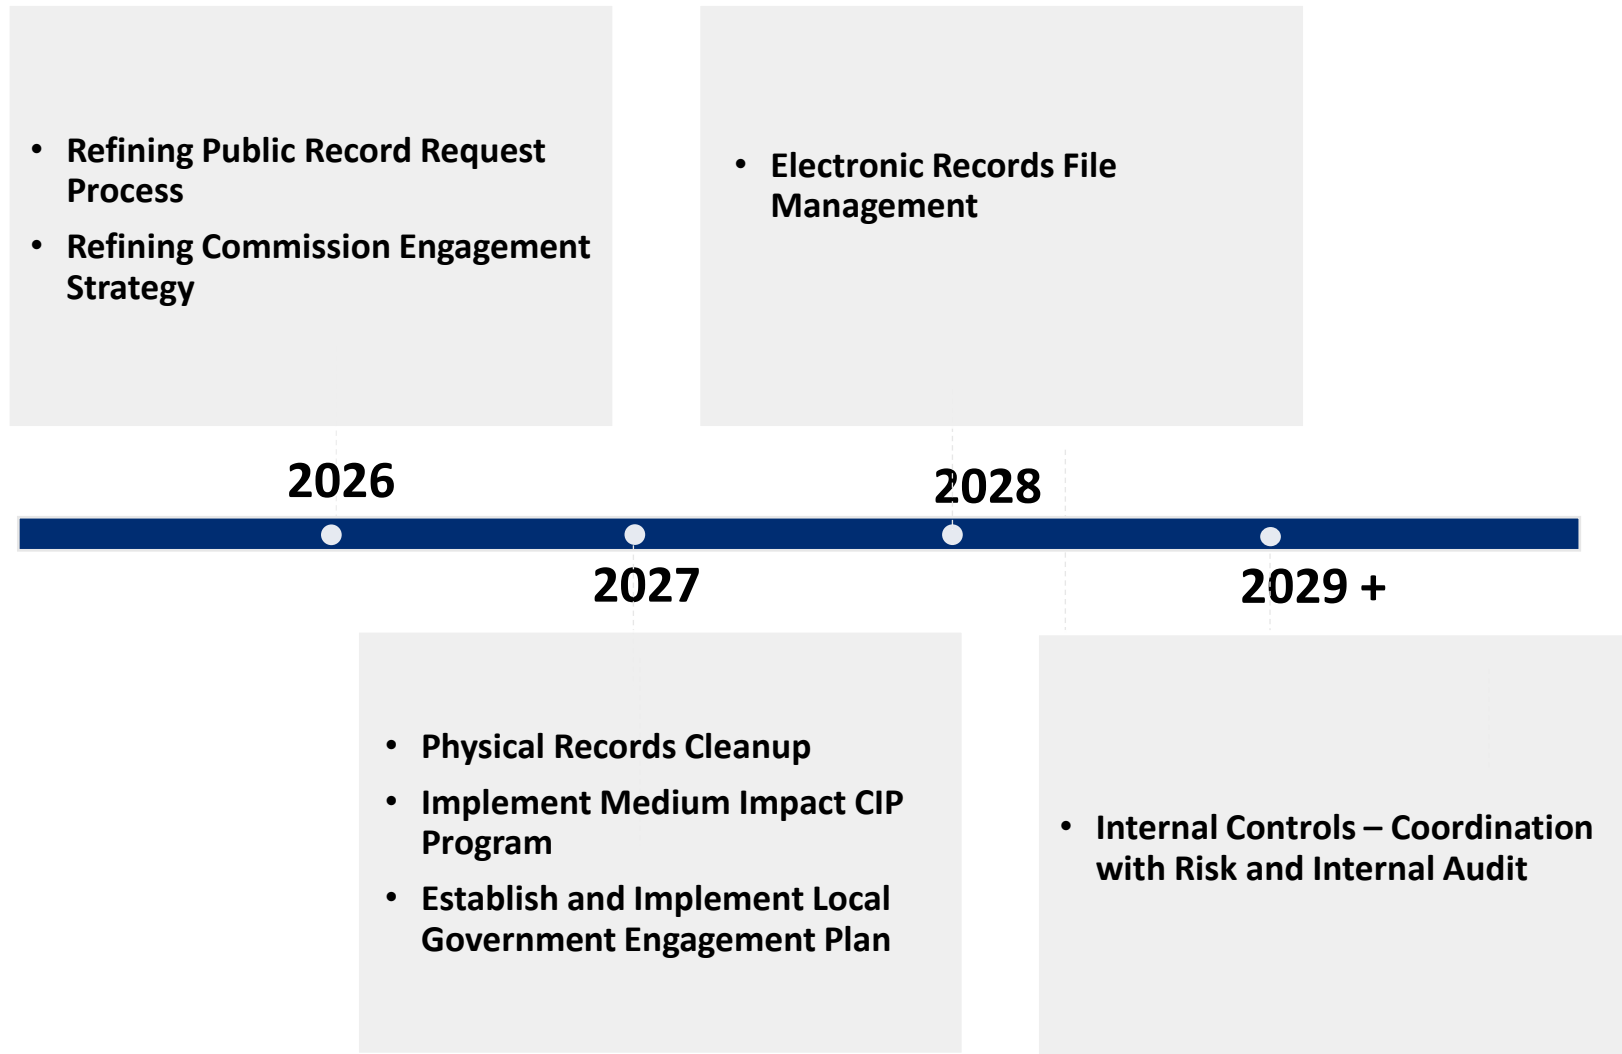 • Refining Public Record Request
Process
• Refining Commission Engagement
Strategy
• Electronic Records File
Management
2026
2028
2027
2029 +
• Physical Records Cleanup
• Implement Medium Impact CIP
Program
• Establish and Implement Local
Government Engagement Plan
• Internal Controls – Coordination
with Risk and Internal Audit